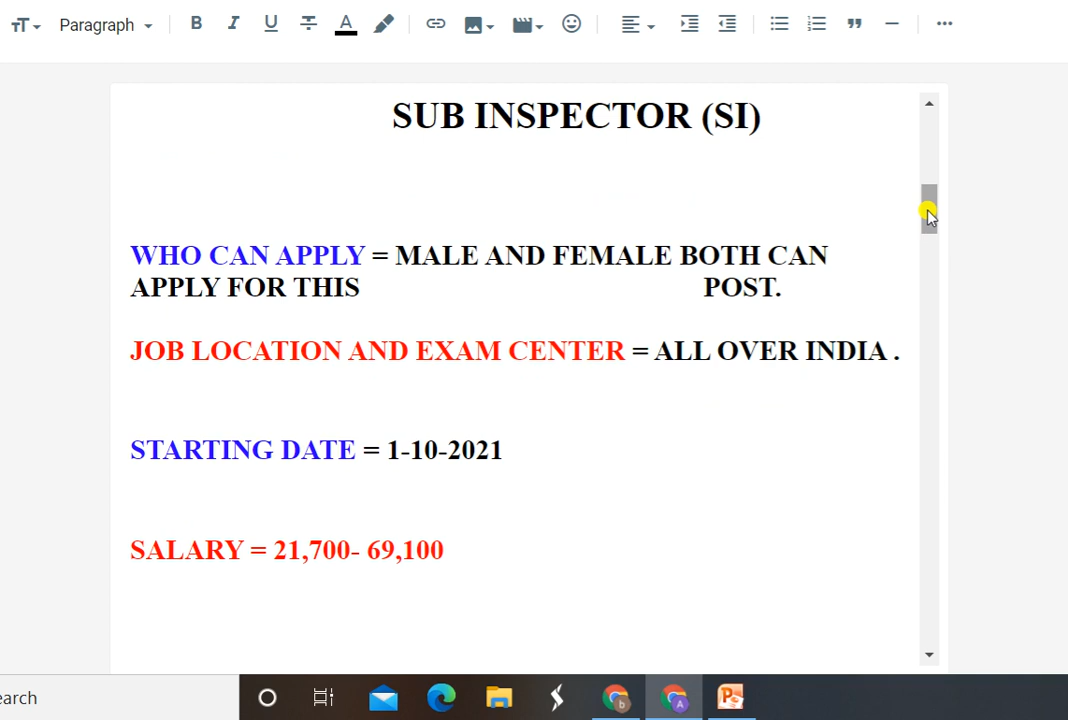 Paragraph
SUB INSPECTOR (SI)
WHO CAN APPLY = MALE AND FEMALE BOTH CAN
APPLY FOR THIS POST.
JOB LOCATION AND EXAM CENTER = ALL OVER INDIA .
STARTING DATE = 1-10-2021
SALARY = 21,700- 69,100
earch